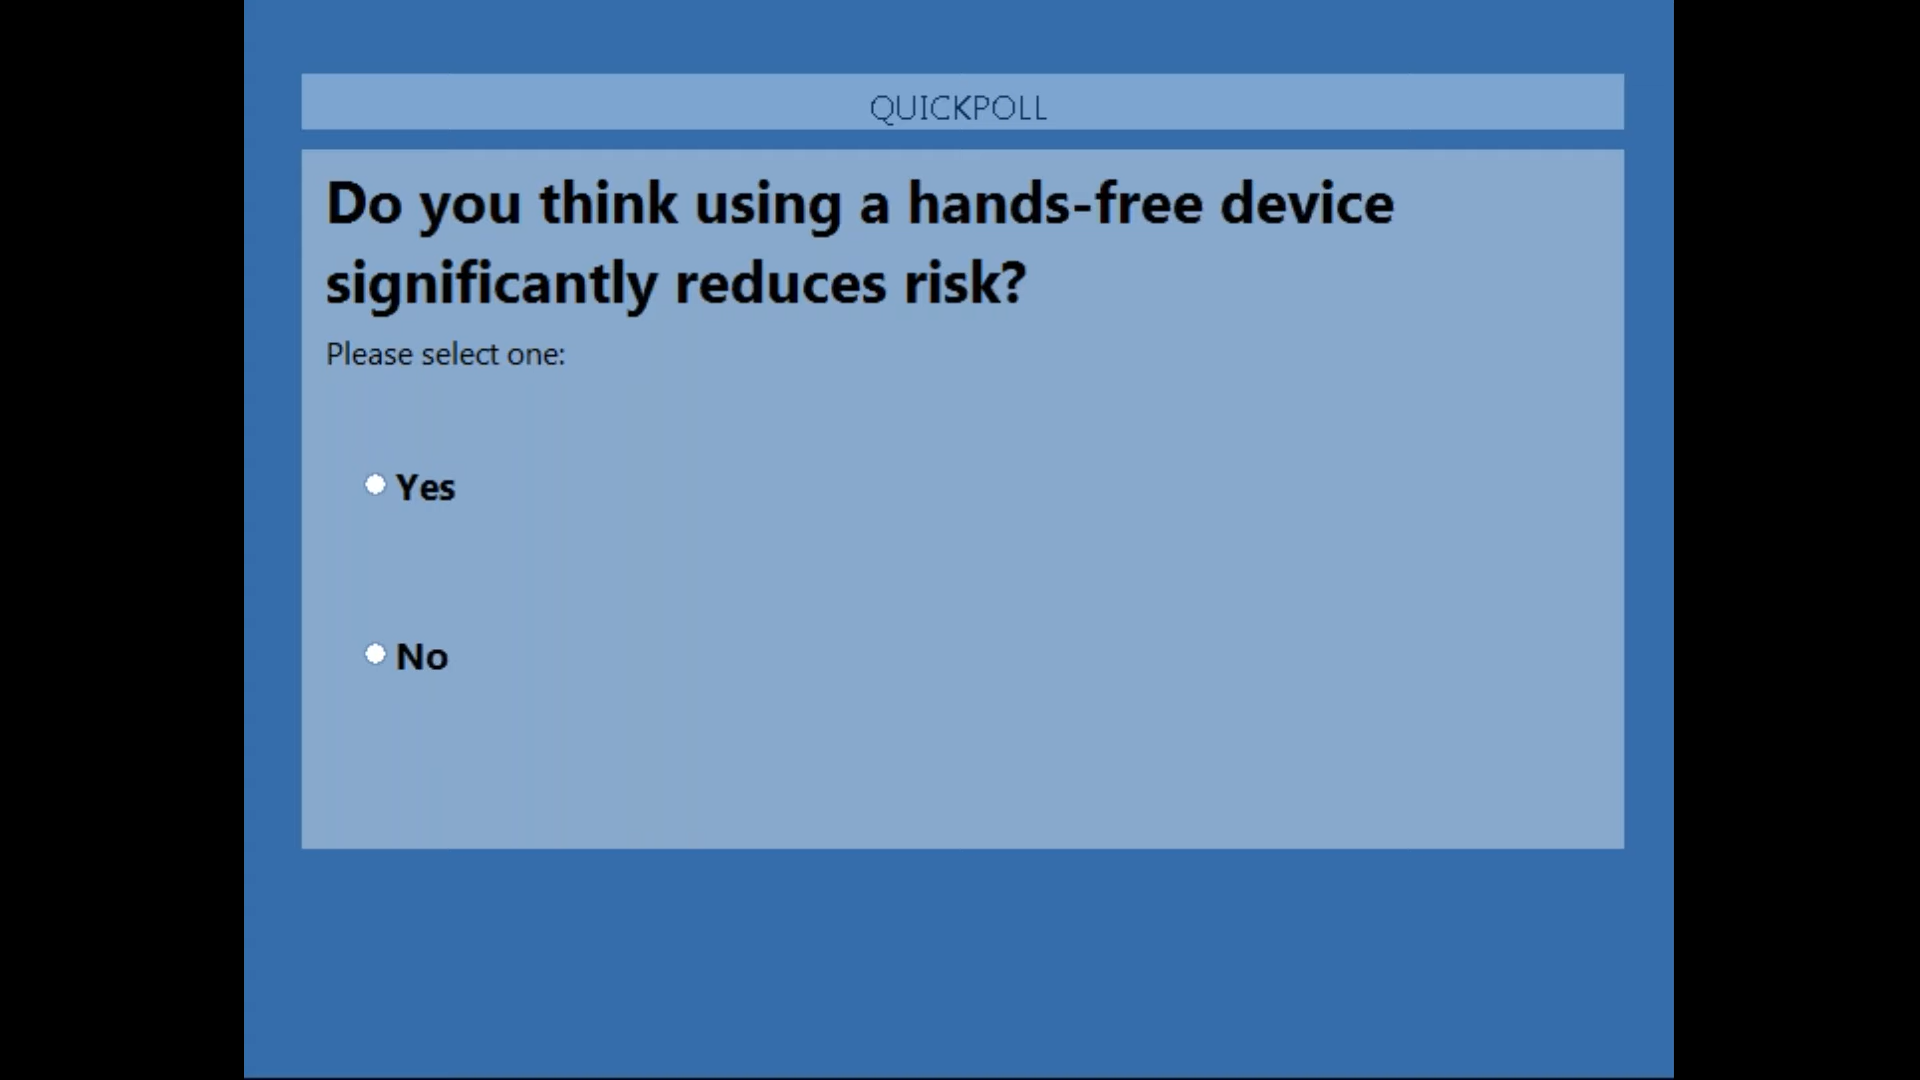 QUICKPOLL
Do you think using a hands-free device
significantly reduces risk?
Please select one:
Yes
No